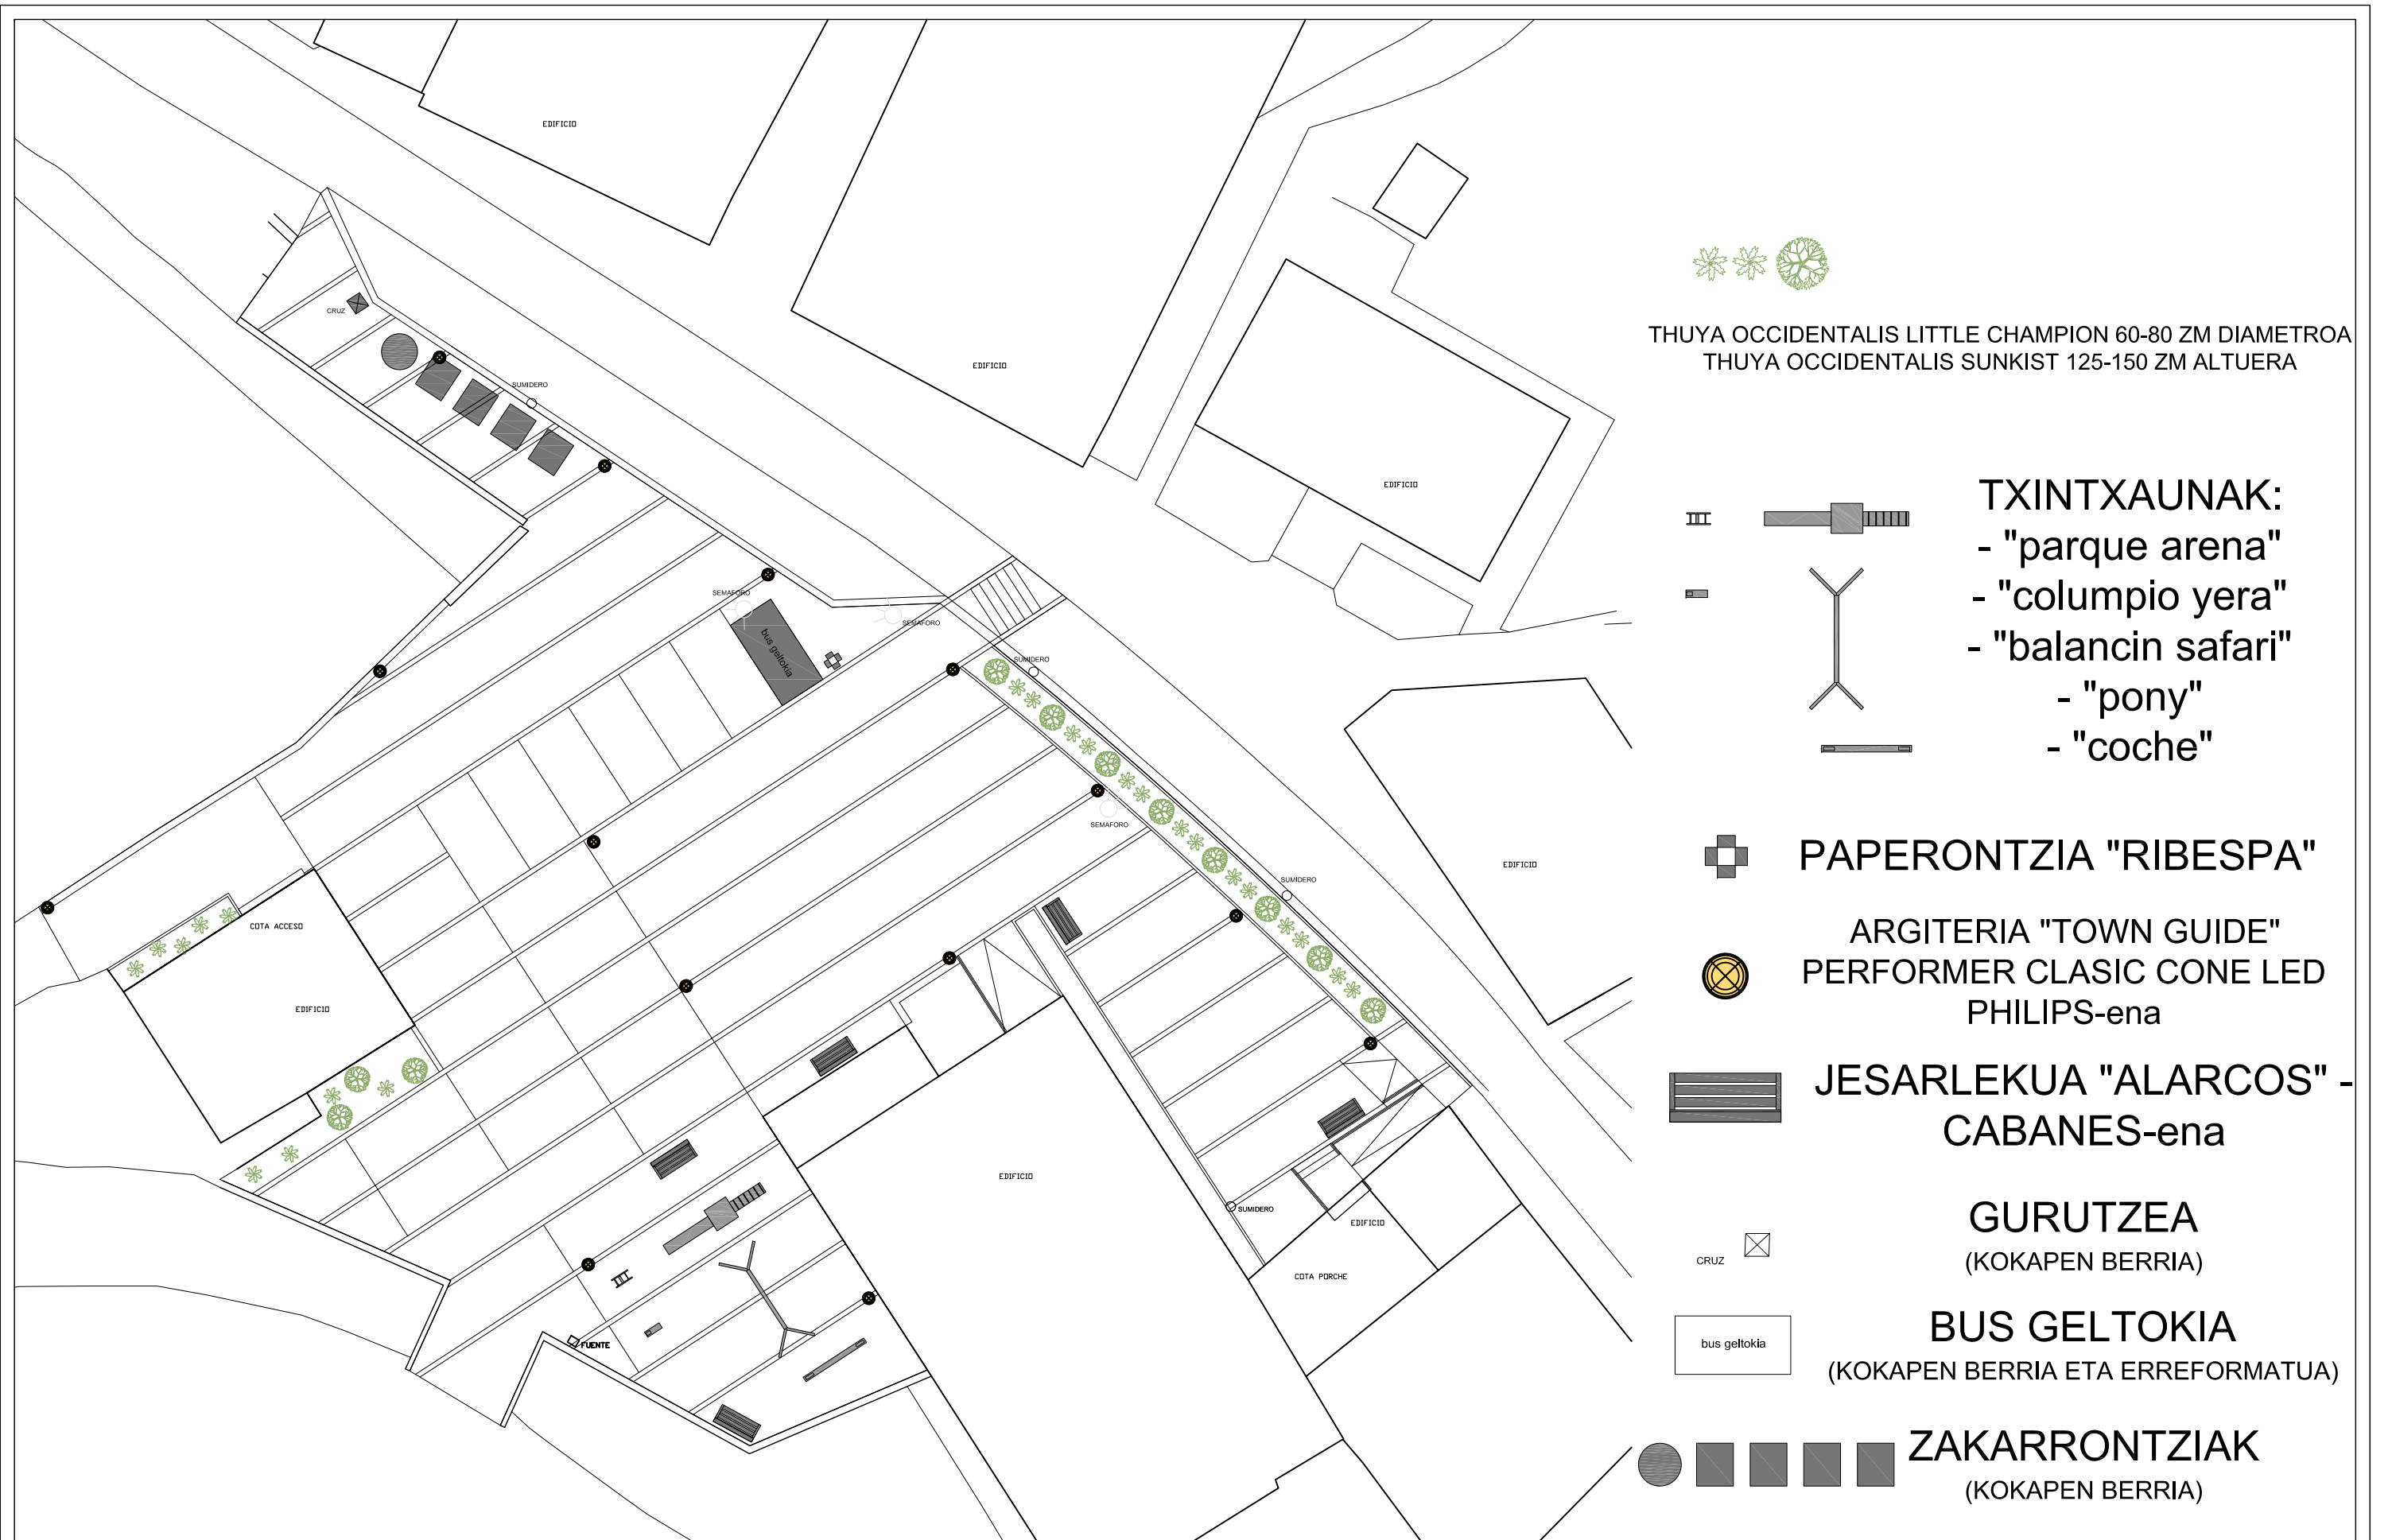 EDIFICIO
EDIFICIO
EDIFICIO
CRUZ
SUMIDERO
SEMAFORO
SEMAFORO
bus geltokia
SUMIDERO
SEMAFORO
SUMIDERO
EDIFICIO
COTA ACCESO
EDIFICIO
EDIFICIO
SUMIDERO
EDIFICIO
COTA PORCHE
FUENTE
THUYA OCCIDENTALIS LITTLE CHAMPION 60-80 ZM DIAMETROA
THUYA OCCIDENTALIS SUNKIST 125-150 ZM ALTUERA
TXINTXAUNAK:
- "parque arena"
- "columpio yera"
- "balancin safari"
- "pony"
- "coche"
PAPERONTZIA "RIBESPA"
ARGITERIA "TOWN GUIDE"
PERFORMER CLASIC CONE LED
PHILIPS-ena
JESARLEKUA "ALARCOS" -
CABANES-ena
CRUZ
GURUTZEA
(KOKAPEN BERRIA)
bus geltokia
BUS GELTOKIA
(KOKAPEN BERRIA ETA ERREFORMATUA)
ZAKARRONTZIAK
(KOKAPEN BERRIA)